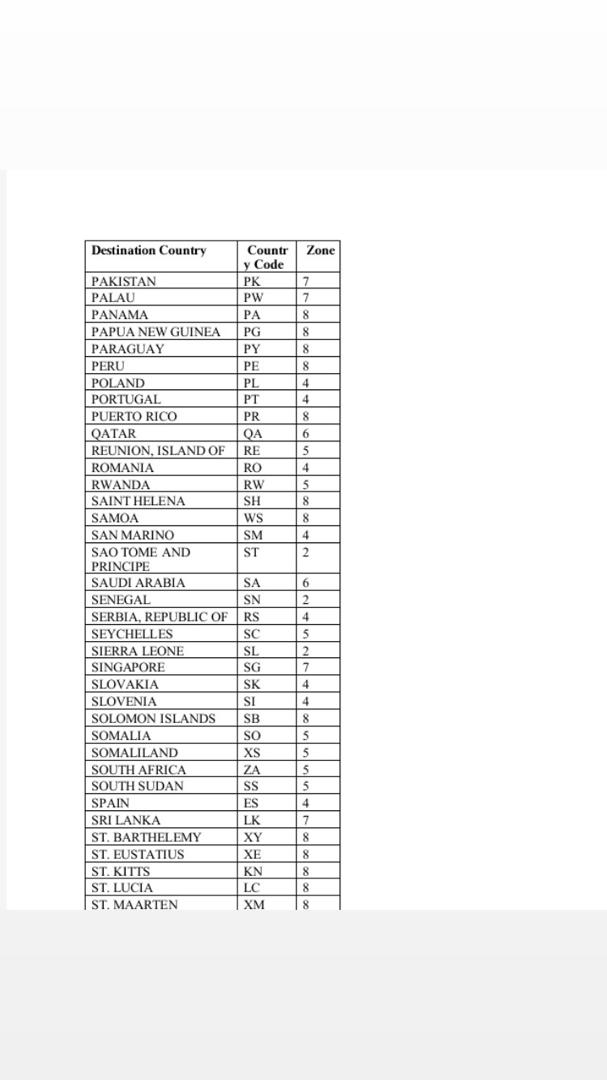 Destination Country Countr Zone
y Code
PAKISTAN PK 7
PALAU PW 7
PANAMA PA 8
PAPUA NEW GUINEA PG 8
PARAGUAY PY 8
PERU PE 8
POLAND PL 4
PORTUGAL PT 4
PUERTO RICO PR 8
QATAR QA 6
REUNION, ISLAND OF RE 5
ROMANIA RO 4
RWANDA RW 5
SAINT HELENA SH 8
SAMOA WS 8
SAN MARINO SM 4
SAO TOME AND ST 2
PRINCIPE
SAUDI ARABIA SA 6
SENEGAL SN 2
SERBIA, REPUBLIC OF RS 4
SEYCHELLES SC 5
SIERRA LEONE SL 2
SINGAPORE SG 7
SLOVAKIA SK 4
SLOVENIA SI 4
SOLOMON ISLANDS SB 8
SOMALIA SO 5
SOMALILAND XS 5
SOUTH AFRICA ZA 5
SOUTH SUDAN SS 5
SPAIN ES 4
SRI LANKA LK 7
ST. BARTHELEMY XY 8
ST. EUSTATIUS XE 8
ST. KITTS KN 8
ST. LUCIA LC 8
ST. MAARTEN XM 8